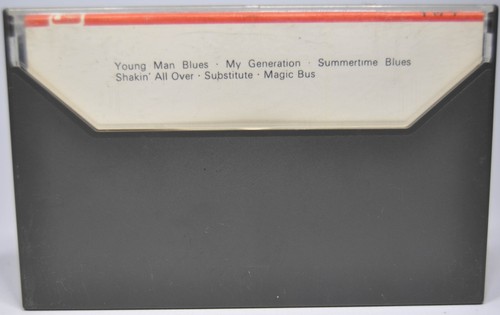 Young Man Blues · My Generation · Summertime Blues
Shakin' All Over · Substitute · Magic Bus